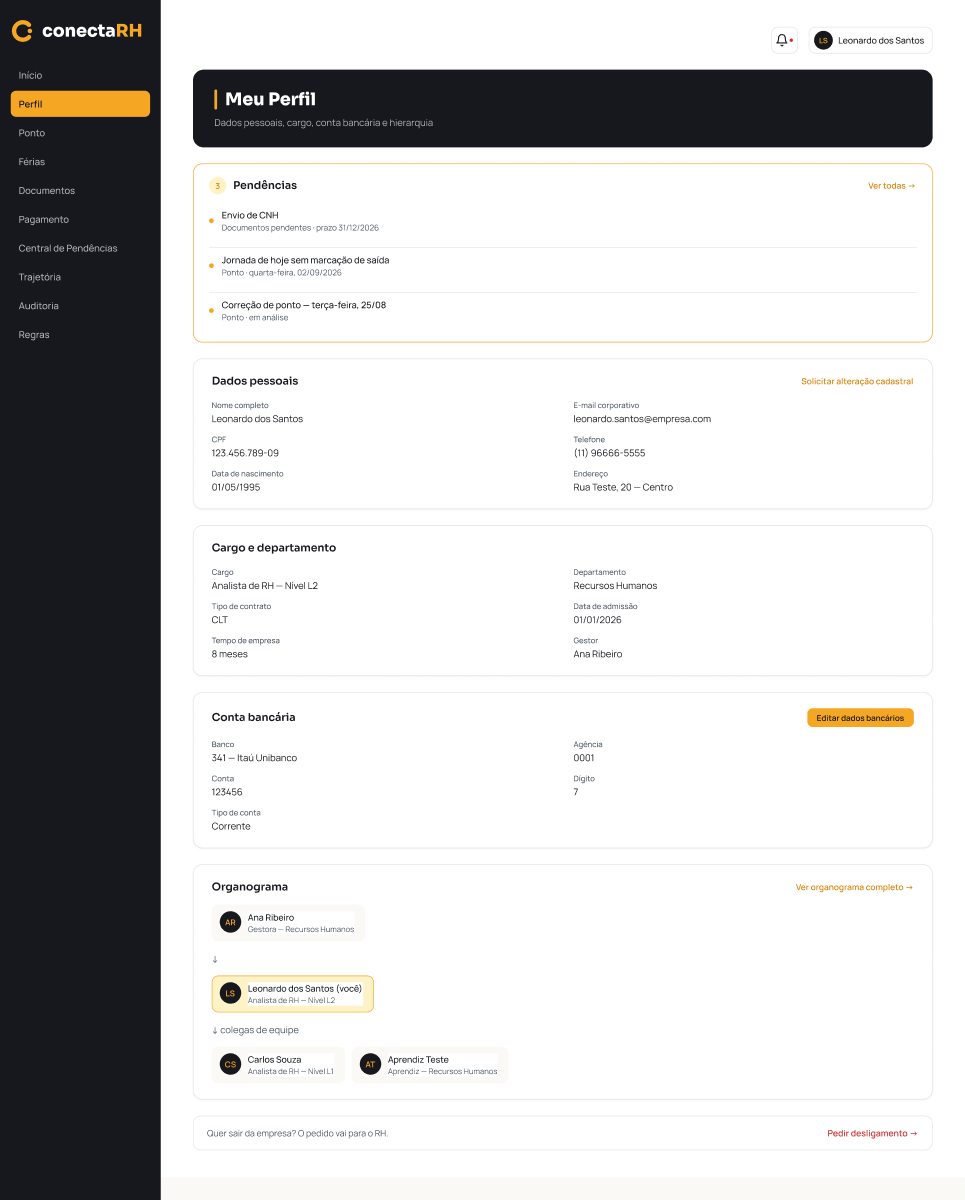 conectaRH
LS Leonardo dos Santos
Início
Perfil
Ponto
Férias
Documentos
Pagamento
Central de Pendências
Trajetória
Auditoria
Regras
Meu Perfil
Dados pessoais, cargo, conta bancária e hierarquia
3 Pendências Ver todas →
Envio de CNH
Documentos pendentes · prazo 31/12/2026
Jornada de hoje sem marcação de saída
Ponto · quarta-feira, 02/09/2026
Correção de ponto — terça-feira, 25/08
Ponto · em análise
Dados pessoais Solicitar alteração cadastral
Nome completo E-mail corporativo
Leonardo dos Santos leonardo.santos@empresa.com
CPF Telefone
123.456.789-09 (11) 96666-5555
Data de nascimento Endereço
01/05/1995 Rua Teste, 20 — Centro
Cargo e departamento
Cargo Departamento
Analista de RH — Nível L2 Recursos Humanos
Tipo de contrato Data de admissão
CLT 01/01/2026
Tempo de empresa Gestor
8 meses Ana Ribeiro
Conta bancária Editar dados bancários
Banco Agência
341 — Itaú Unibanco 0001
Conta Dígito
123456 7
Tipo de conta
Corrente
Organograma Ver organograma completo →
AR Ana Ribeiro
Gestora — Recursos Humanos
↓
LS Leonardo dos Santos (você)
Analista de RH — Nível L2
↓ colegas de equipe
CS Carlos Souza AT Aprendiz Teste
Analista de RH — Nível L1 Aprendiz — Recursos Humanos
Quer sair da empresa? O pedido vai para o RH. Pedir desligamento →